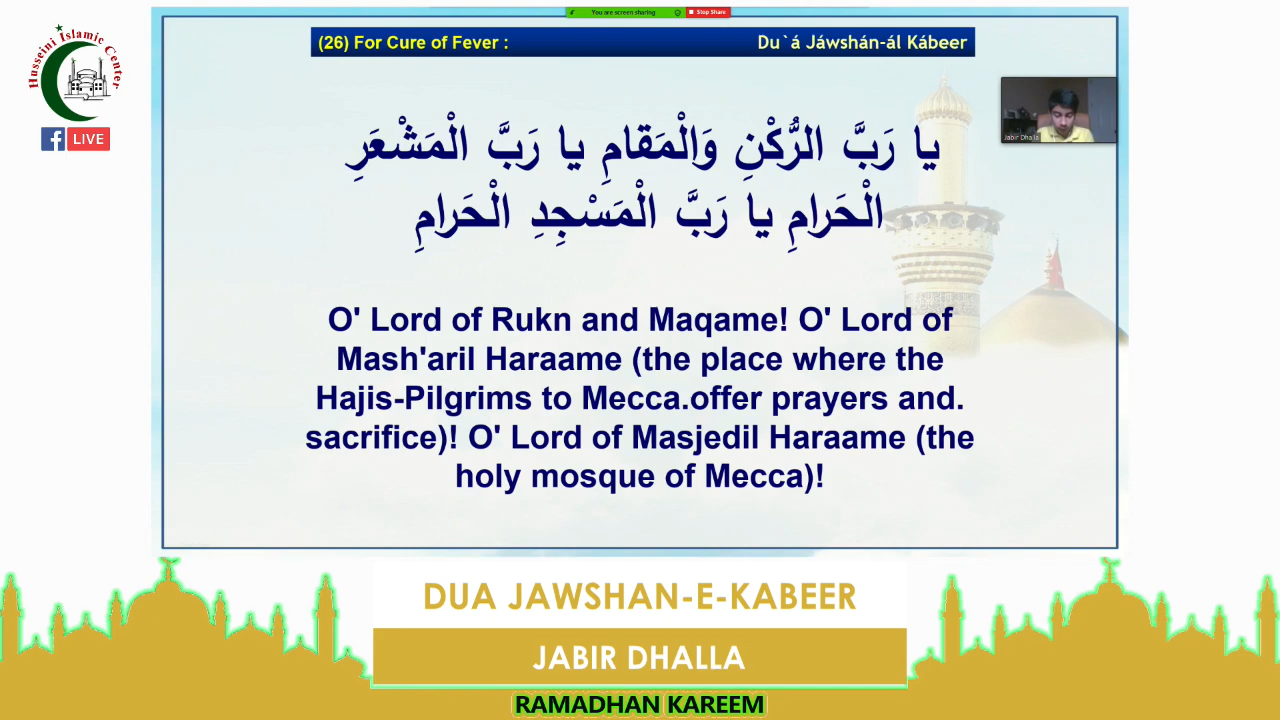 You are screen sharing
Stop Share
Husseini Islamic Center
LIVE
(26) For Cure of Fever :
Du`á Jáwshán-ál Kábeer
Jabir Dhalla
يا رَبَّ الرُّكْنِ وَالْمَقامِ يا رَبَّ الْمَشْعَرِ
الْحَرامِ يا رَبَّ الْمَسْجِدِ الْحَرامِ
O' Lord of Rukn and Maqame! O' Lord of
Mash'aril Haraame (the place where the
Hajis-Pilgrims to Mecca.offer prayers and.
sacrifice)! O' Lord of Masjedil Haraame (the
holy mosque of Mecca)!
DUA JAWSHAN-E-KABEER
JABIR DHALLA
RAMADHAN KAREEM